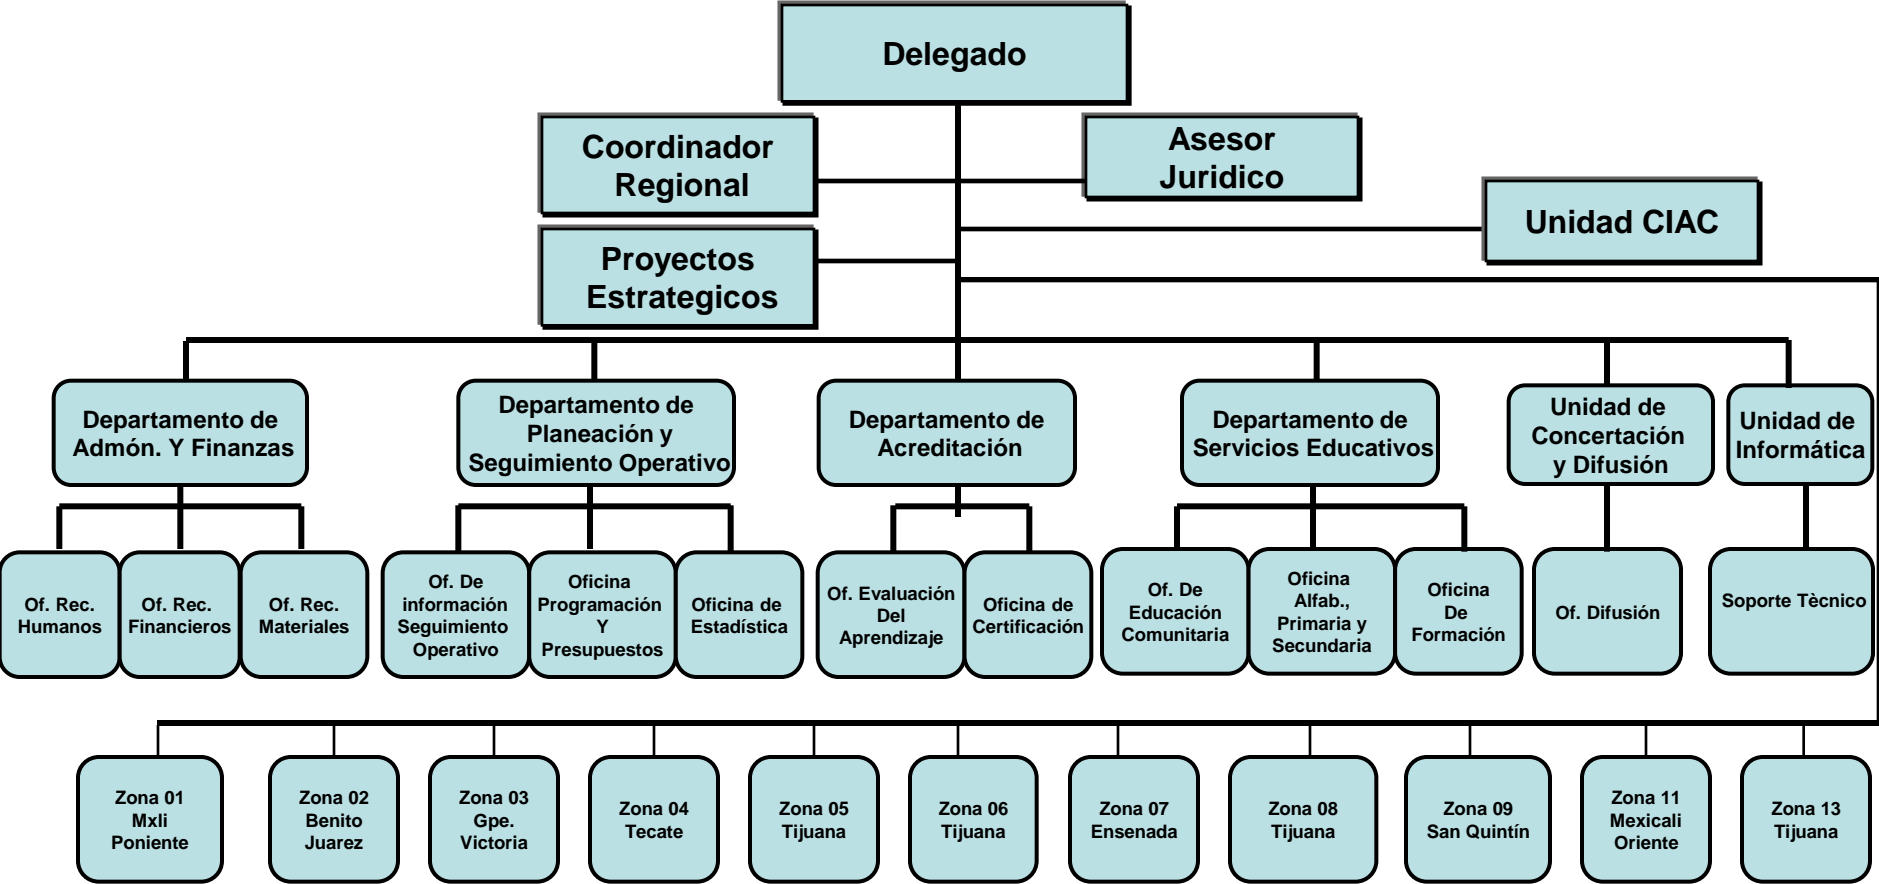 Delegado
Coordinador
Regional
Asesor
Juridico
Unidad CIAC
Proyectos
Estrategicos
Departamento de
Admón. Y Finanzas
Departamento de
Planeación y
Seguimiento Operativo
Departamento de
Acreditación
Departamento de
Servicios Educativos
Unidad de
Concertación
y Difusión
Unidad de
Informática
Of. Rec.
Humanos
Of. Rec.
Financieros
Of. Rec.
Materiales
Of. De
información
Seguimiento
Operativo
Oficina
Programación
Y
Presupuestos
Oficina de
Estadística
Of. Evaluación
Del
Aprendizaje
Oficina de
Certificación
Of. De
Educación
Comunitaria
Oficina
Alfab.,
Primaria y
Secundaria
Oficina
De
Formación
Of. Difusión
Soporte Tècnico
Zona 01
Mxli
Poniente
Zona 02
Benito
Juarez
Zona 03
Gpe.
Victoria
Zona 04
Tecate
Zona 05
Tijuana
Zona 06
Tijuana
Zona 07
Ensenada
Zona 08
Tijuana
Zona 09
San Quintín
Zona 11
Mexicali
Oriente
Zona 13
Tijuana